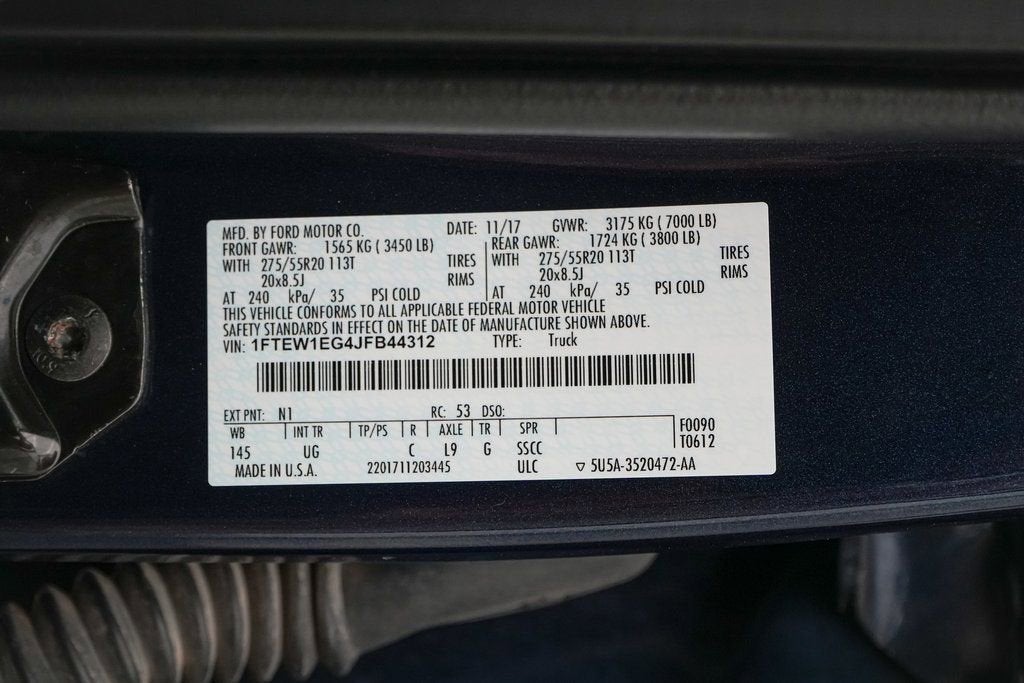 MFD. BY FORD MOTOR CO. DATE: 11/17 GVWR: 3175 KG ( 7000 LB)
FRONT GAWR: 1565 KG ( 3450 LB) REAR GAWR: 1724 KG ( 3800 LB)
WITH 275/55R20 113T TIRES WITH 275/55R20 113T TIRES
20x8.5J RIMS 20x8.5J RIMS
AT 240 kPa/ 35 PSI COLD AT 240 kPa/ 35 PSI COLD
THIS VEHICLE CONFORMS TO ALL APPLICABLE FEDERAL MOTOR VEHICLE
SAFETY STANDARDS IN EFFECT ON THE DATE OF MANUFACTURE SHOWN ABOVE.
VIN: 1FTEW1EG4JFB44312 TYPE: Truck
EXT PNT: N1 RC: 53 DSO:
WB INT TR TP/PS R AXLE TR SPR F0090
145 UG C L9 G SSCC T0612
MADE IN U.S.A. 2201711203445 ULC ▽ 5U5A-3520472-AA